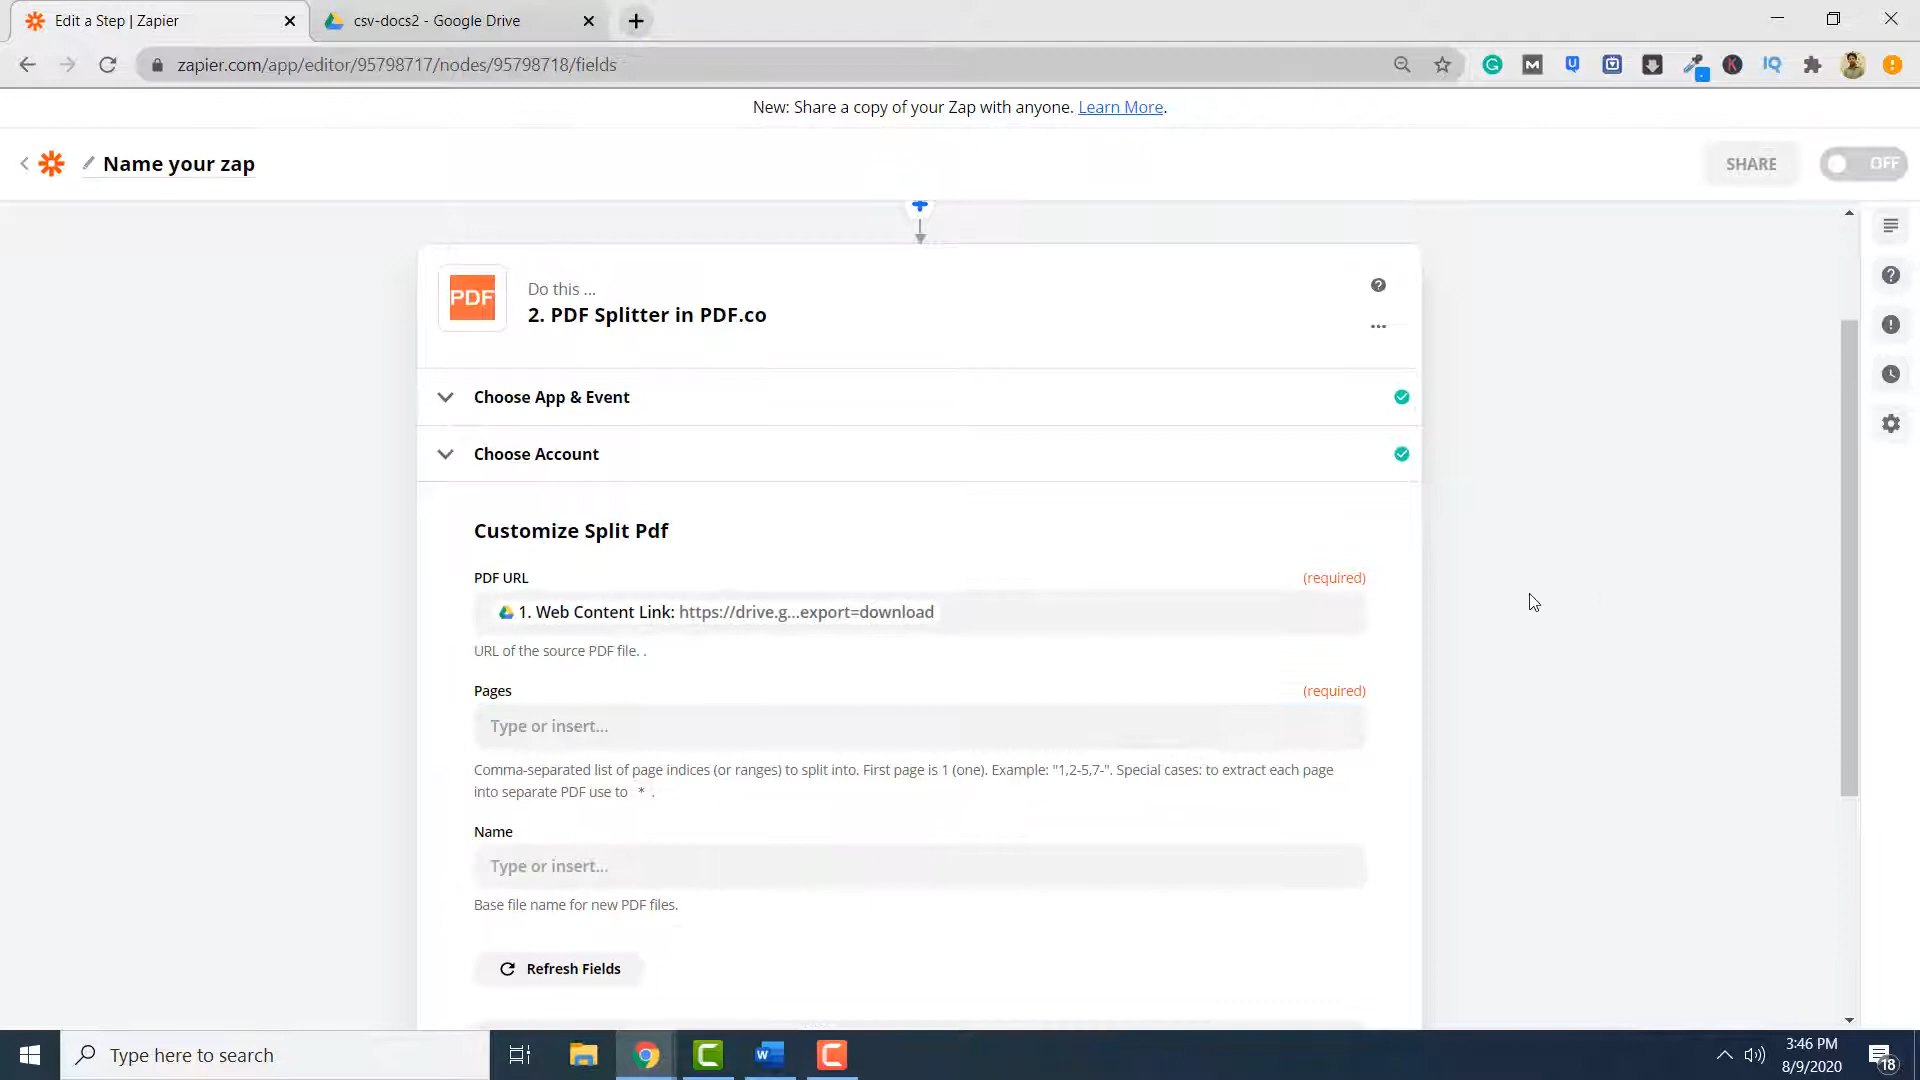 Edit a Step | Zapier
csv-docs2 - Google Drive
zapier.com/app/editor/95798717/nodes/95798718/fields
New: Share a copy of your Zap with anyone. Learn More.
Name your zap
SHARE
OFF
PDF
Do this ...
2. PDF Splitter in PDF.co
Choose App & Event
Choose Account
Customize Split Pdf
PDF URL
(required)
1. Web Content Link: https://drive.g...export=download
URL of the source PDF file. .
Pages
(required)
Type or insert...
Comma-separated list of page indices (or ranges) to split into. First page is 1 (one). Example: "1,2-5,7-". Special cases: to extract each page
into separate PDF use to * .
Name
Type or insert...
Base file name for new PDF files.
Refresh Fields
Type here to search
3:46 PM
8/9/2020
18